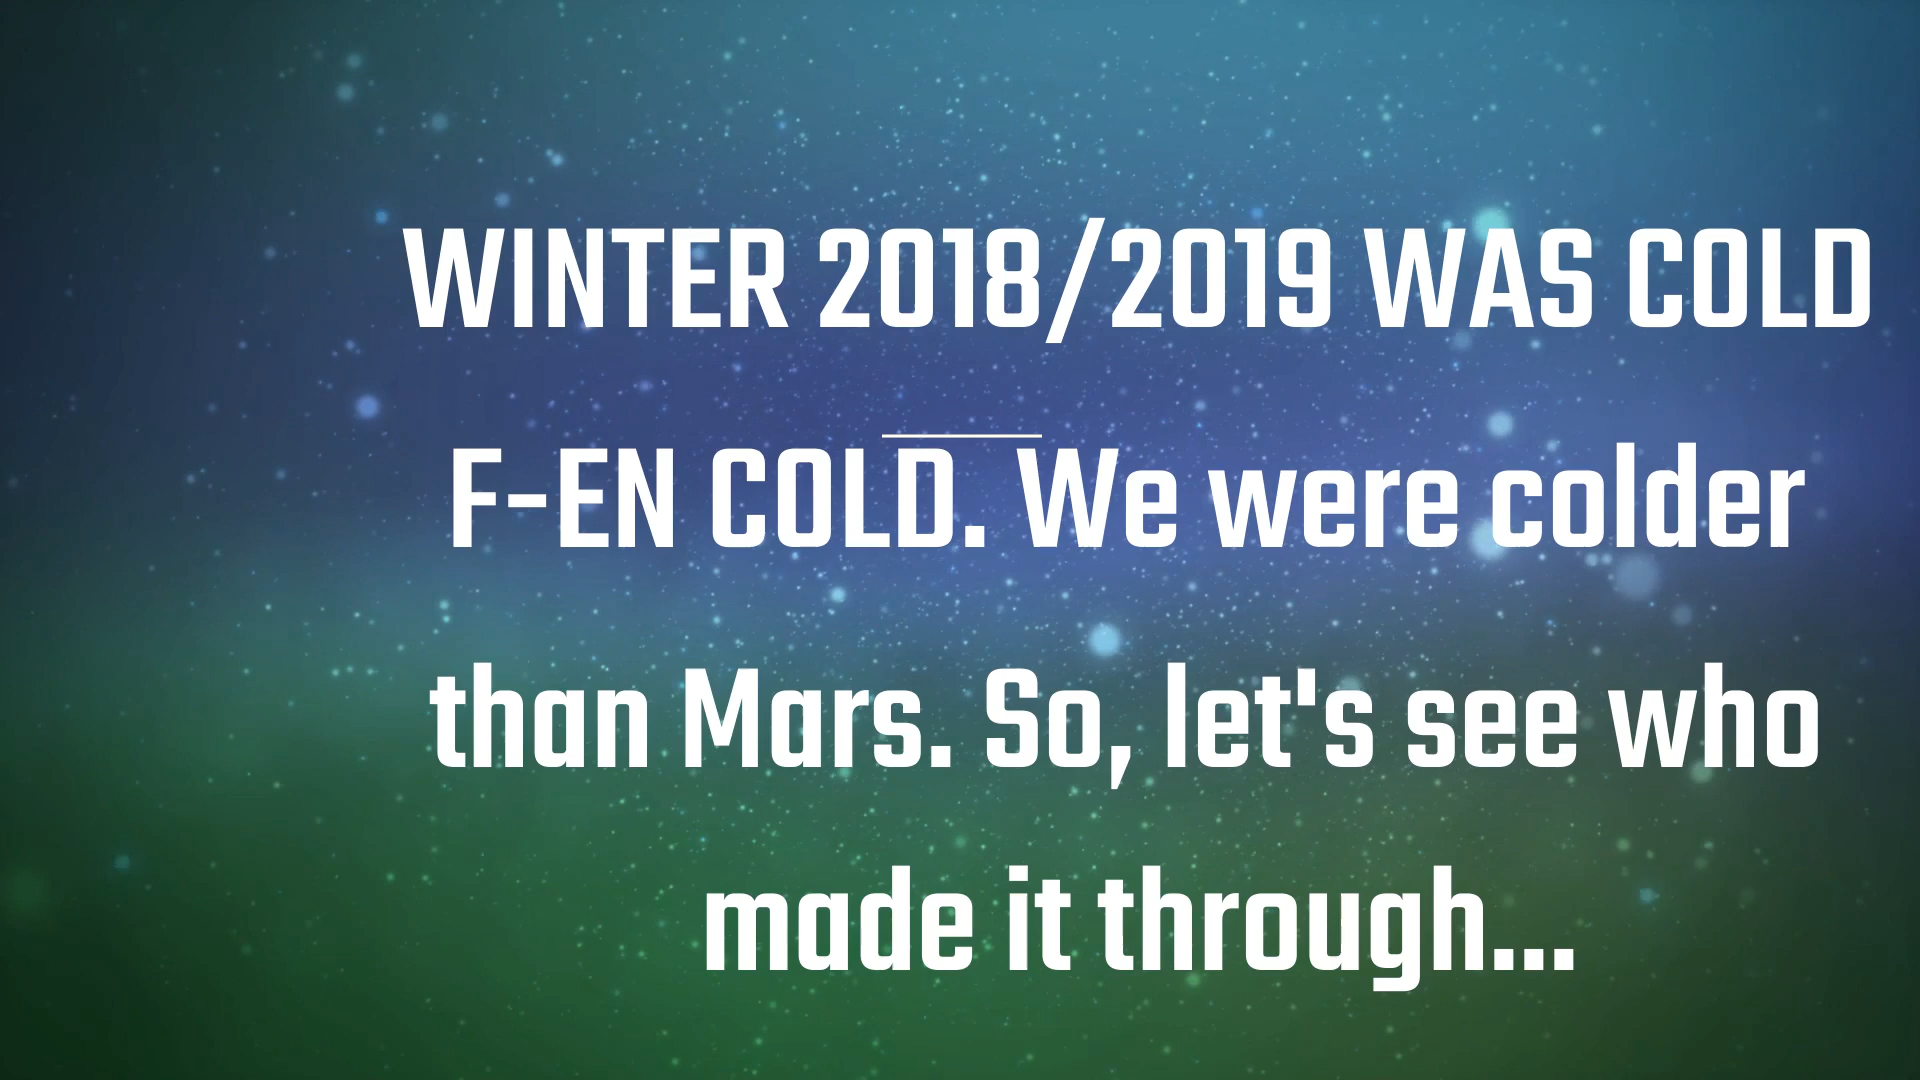 WINTER 2018/2019 WAS COLD
F-EN COLD. We were colder
than Mars. So, let's see who
made it through...